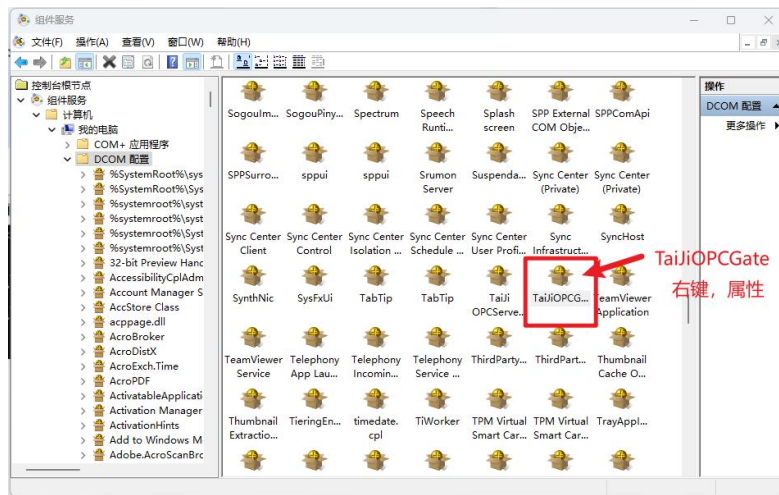 组件服务
文件(F) 操作(A) 查看(V) 窗口(W) 帮助(H)
控制台根节点
组件服务
计算机
我的电脑
COM+ 应用程序
DCOM 配置
%SystemRoot%\sys
%SystemRoot%\Sys
%systemroot%\syst
%systemroot%\syst
%systemroot%\syst
%systemroot%\Syst
32-bit Preview Hanc
AccessibilityCplAdm
Account Manager S
AccStore Class
acppage.dll
AcroBroker
AcroDistX
AcroExch.Time
AcroPDF
ActivatableApplicati
Activation Manager
ActivationHints
Add to Windows M
Adobe.AcroScanBrc
SogouIm... SogouPiny... Spectrum Speech Runti... Splash screen SPP External COM Obje... SPPComApi
SPPSurro... sppui sppui Srumon Server Suspenda... Sync Center (Private) Sync Center (Private)
Sync Center Client Sync Center Control Sync Center Isolation ... Sync Center Schedule ... Sync Center User Profi... Sync Infrastruct... SyncHost
SynthNic SysFxUi TabTip TabTip TaiJi OPCServe... TaiJiOPCG... TeamViewer Application
TeamViewer Service Telephony App Lau... Telephony Incomin... Telephony Service ... ThirdParty... ThirdPart... Thumbnail Cache O...
Thumbnail Extractio... TieringEn... timedate.cpl TiWorker TPM Virtual Smart Car... TPM Virtual Smart Car... TrayAppl...
TaiJiOPCGate
右键，属性
操作
DCOM 配置
更多操作